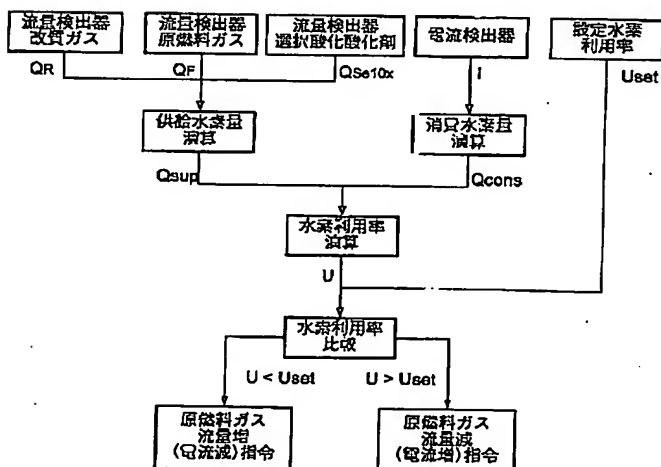 流量検出器
改質ガス
流量検出器
原燃料ガス
流量検出器
選択酸化酸化剤
電流検出器
設定水素
利用率
QR
QF
QSelox
i
Uset
供給水素量
演算
消費水素量
演算
Qsup
Qcons
水素利用率
演算
U
水素利用率
比較
U < Uset
U > Uset
原燃料ガス
流量増
(電流減)指令
原燃料ガス
流量減
(電流増)指令